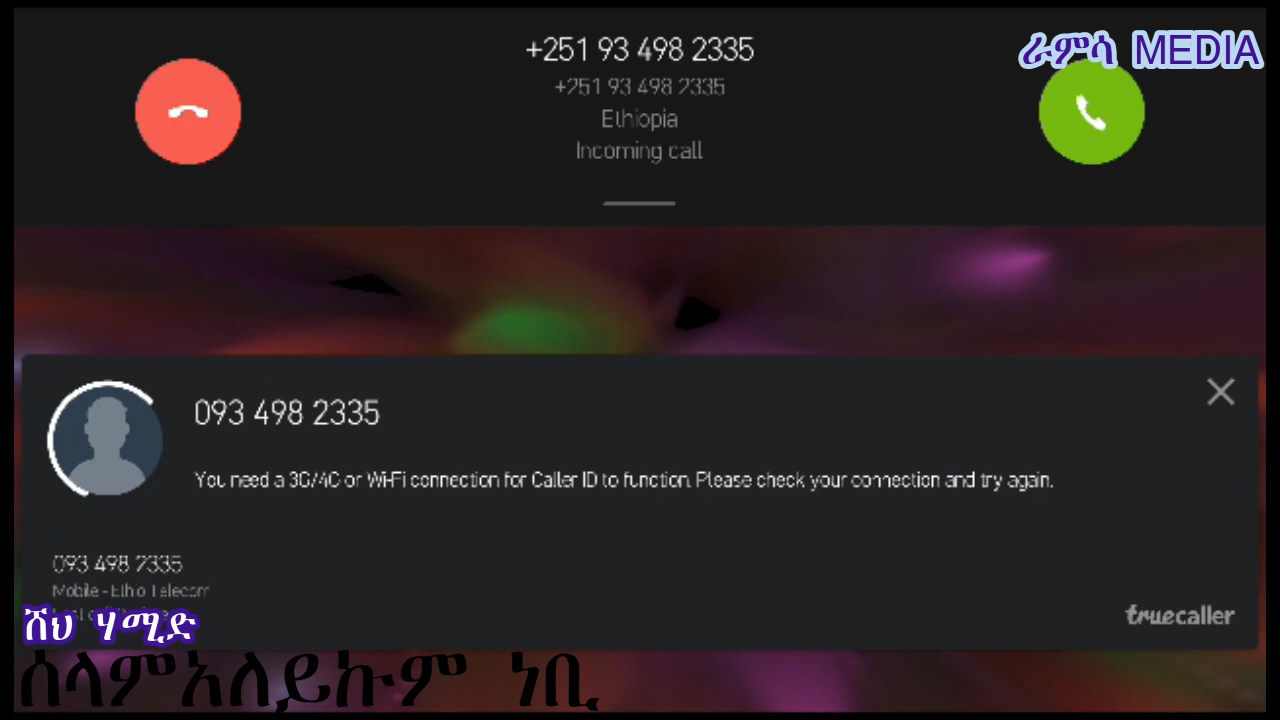 +251 93 498 2335
ራምሳ MEDIA
+251 93 498 2335
Ethiopia
Incoming call
093 498 2335
You need a 3G/4G or Wi-Fi connection for Caller ID to function. Please check your connection and try again.
093 498 2335
Mobile - Ethio Telecom
truecaller
ሸህ ሃሚድ
ሰላምአለይኩም ነቢ